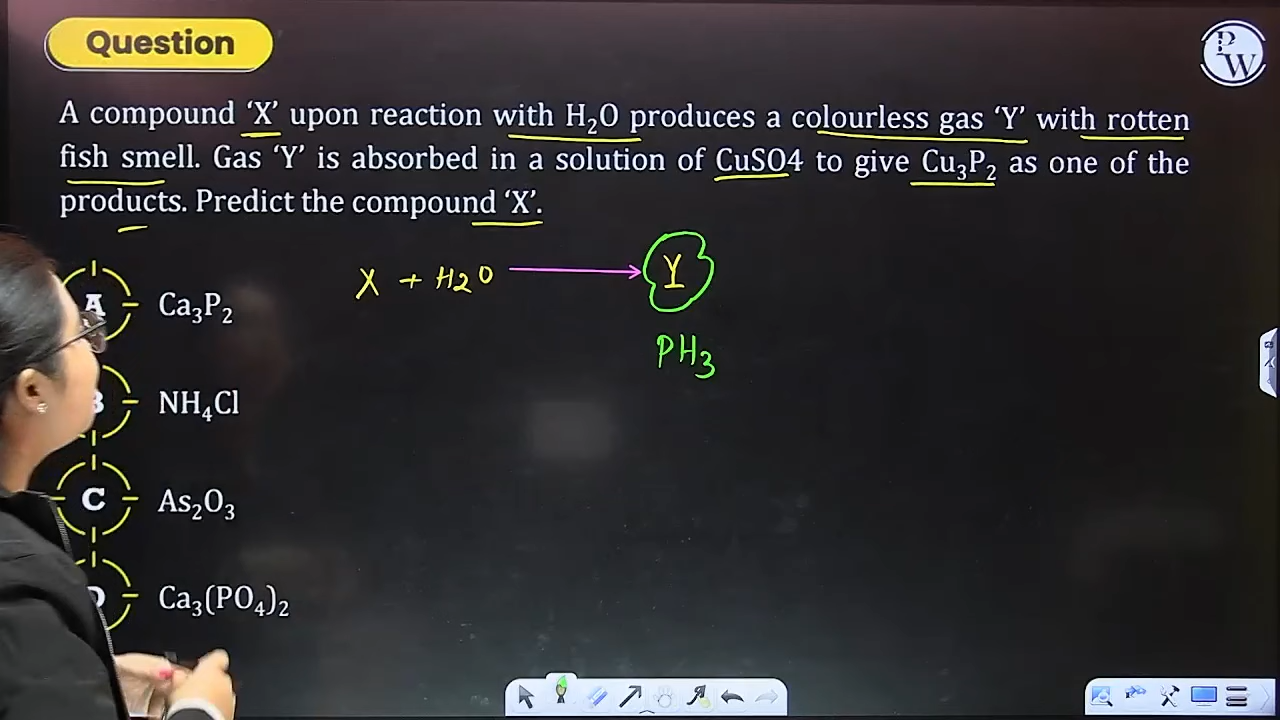 Question
PW
A compound ‘X’ upon reaction with H₂O produces a colourless gas ‘Y’ with rotten
fish smell. Gas ‘Y’ is absorbed in a solution of CuSO4 to give Cu₃P₂ as one of the
products. Predict the compound ‘X’.
X + H2O ⟶ Y
PH3
A Ca₃P₂
B NH₄Cl
C As₂O₃
D Ca₃(PO₄)₂